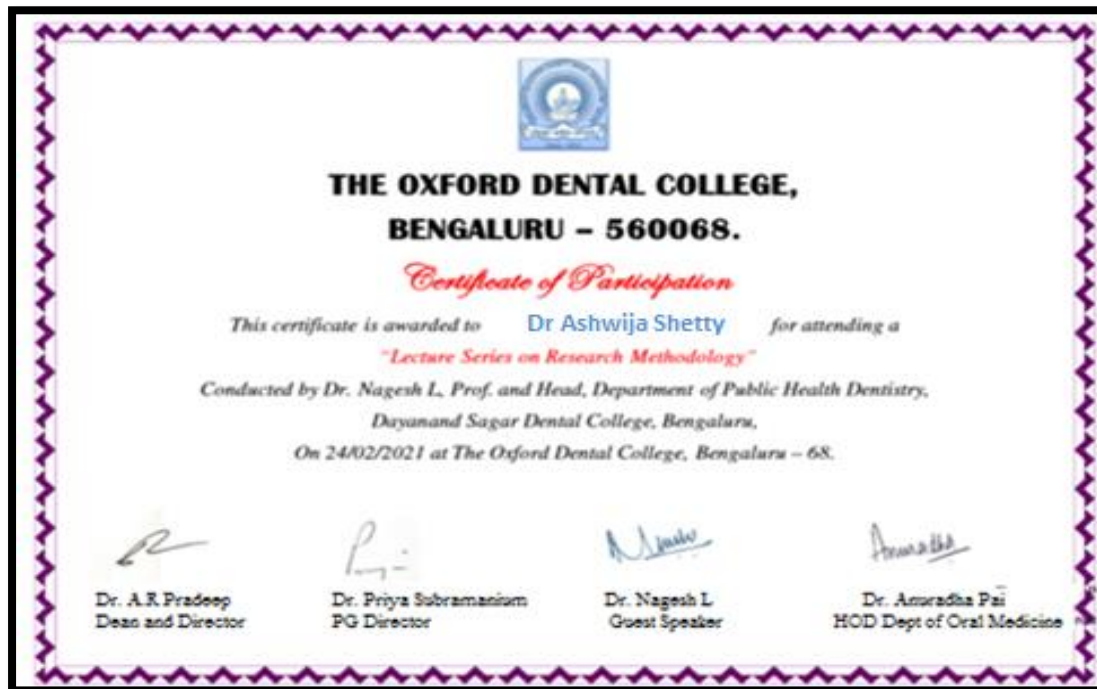 THE OXFORD DENTAL COLLEGE,
BENGALURU – 560068.
Certificate of Participation
This certificate is awarded to Dr Ashwija Shetty for attending a
"Lecture Series on Research Methodology"
Conducted by Dr. Nagesh L, Prof. and Head, Department of Public Health Dentistry,
Dayanand Sagar Dental College, Bengaluru,
On 24/02/2021 at The Oxford Dental College, Bengaluru – 68.
Anuradha
Dr. A.R Pradeep
Dean and Director
Dr. Priya Subramanium
PG Director
Dr. Nagesh L
Guest Speaker
Dr. Anuradha Pai
HOD Dept of Oral Medicine